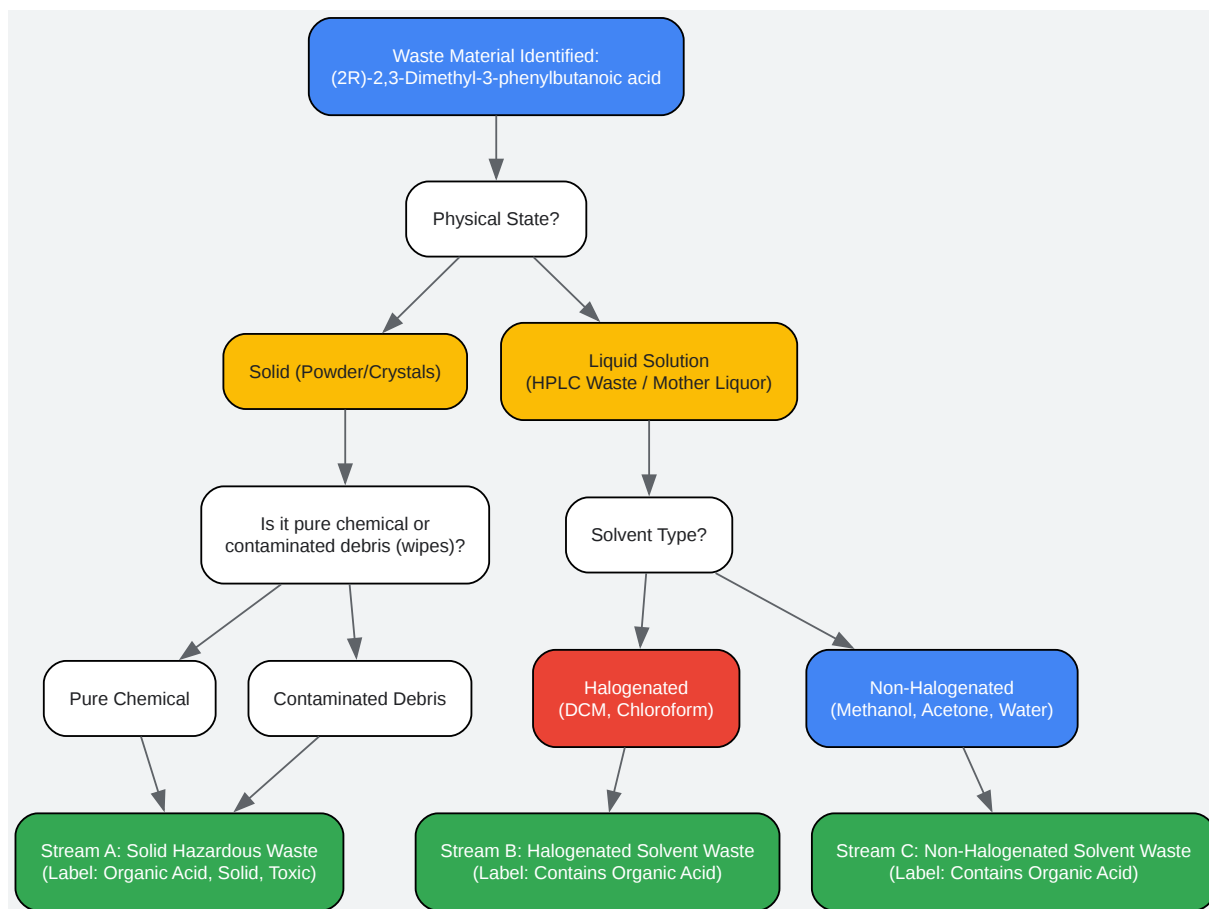 Waste Material Identified:
(2R)-2,3-Dimethyl-3-phenylbutanoic acid
Physical State?
Solid (Powder/Crystals)
Liquid Solution
(HPLC Waste / Mother Liquor)
Is it pure chemical or
contaminated debris (wipes)?
Solvent Type?
Pure Chemical
Contaminated Debris
Halogenated
(DCM, Chloroform)
Non-Halogenated
(Methanol, Acetone, Water)
Stream A: Solid Hazardous Waste
(Label: Organic Acid, Solid, Toxic)
Stream B: Halogenated Solvent Waste
(Label: Contains Organic Acid)
Stream C: Non-Halogenated Solvent Waste
(Label: Contains Organic Acid)